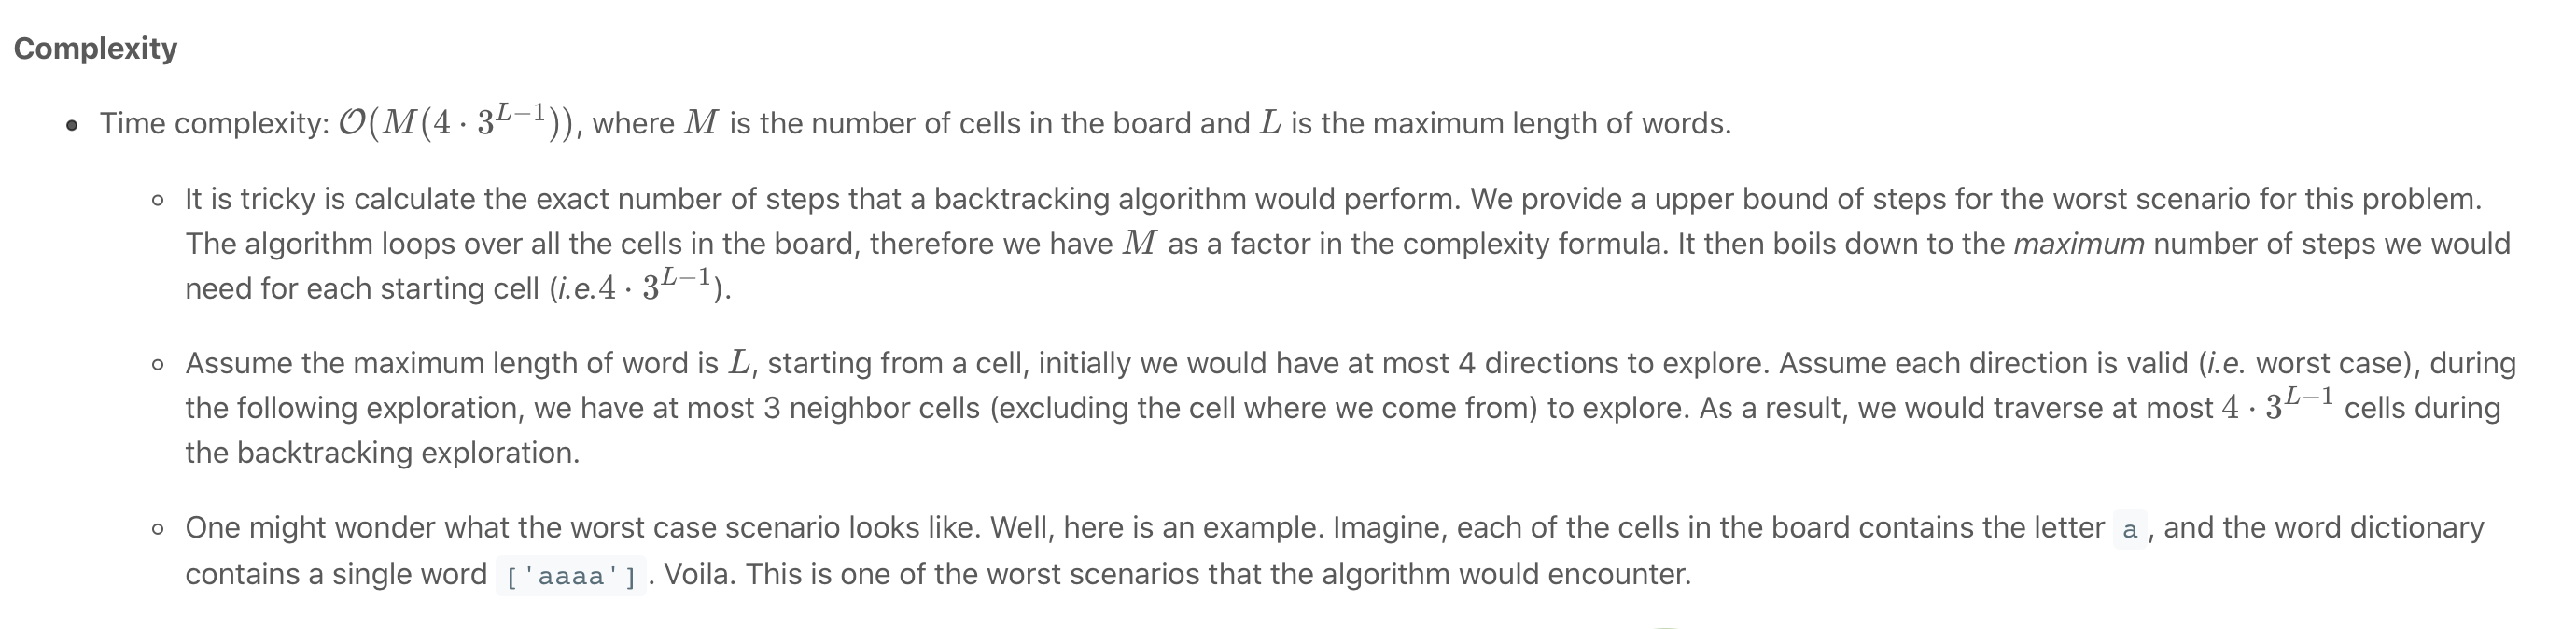 Complexity
• Time complexity: 𝒪(M(4 · 3^{L−1})), where M is the number of cells in the board and L is the maximum length of words.
◦ It is tricky is calculate the exact number of steps that a backtracking algorithm would perform. We provide a upper bound of steps for the worst scenario for this problem.
The algorithm loops over all the cells in the board, therefore we have M as a factor in the complexity formula. It then boils down to the maximum number of steps we would
need for each starting cell (i.e.4 · 3^{L−1}).
◦ Assume the maximum length of word is L, starting from a cell, initially we would have at most 4 directions to explore. Assume each direction is valid (i.e. worst case), during
the following exploration, we have at most 3 neighbor cells (excluding the cell where we come from) to explore. As a result, we would traverse at most 4 · 3^{L−1} cells during
the backtracking exploration.
◦ One might wonder what the worst case scenario looks like. Well, here is an example. Imagine, each of the cells in the board contains the letter a , and the word dictionary
contains a single word ['aaaa'] . Voila. This is one of the worst scenarios that the algorithm would encounter.